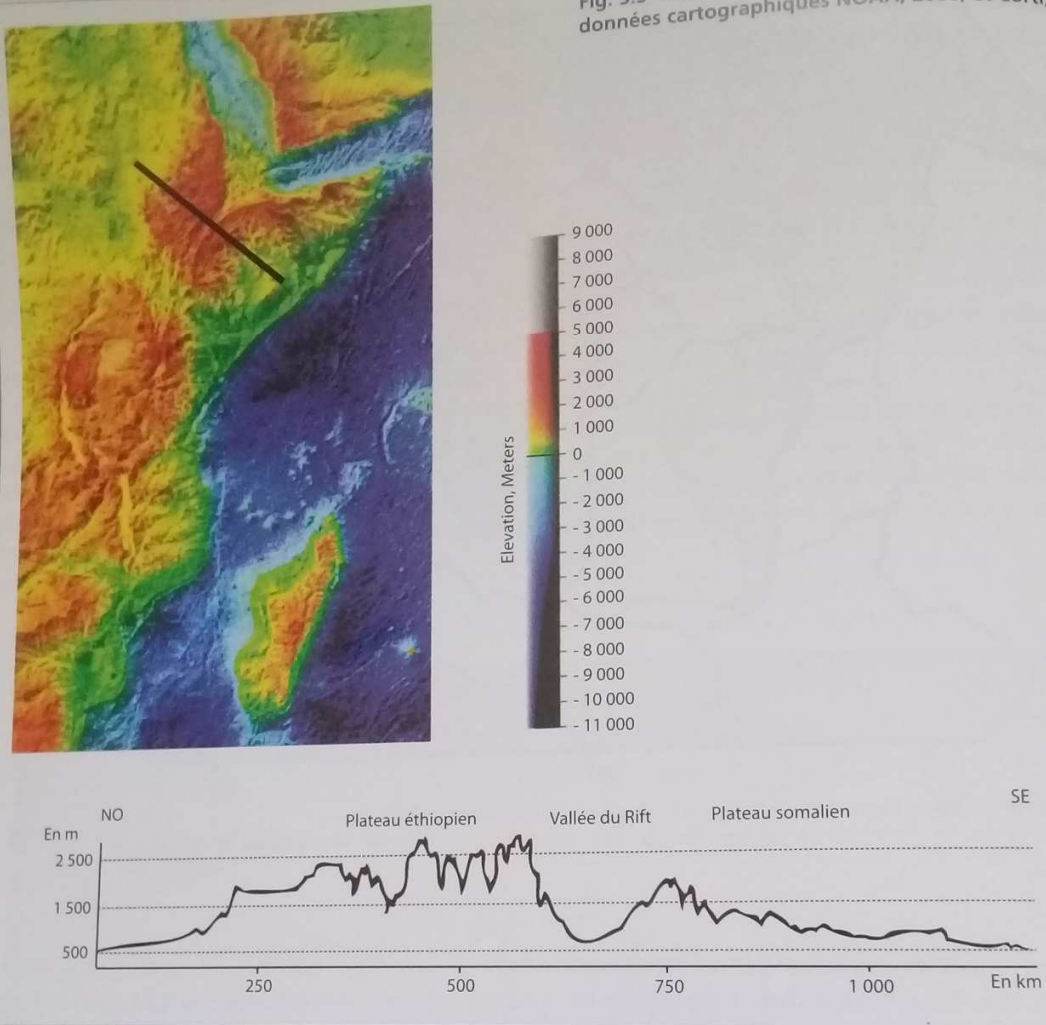 données cartographiques NOAA,
9 000
8 000
7 000
6 000
5 000
4 000
3 000
2 000
1 000
0
- 1 000
- 2 000
- 3 000
- 4 000
- 5 000
- 6 000
- 7 000
- 8 000
- 9 000
- 10 000
- 11 000
Elevation, Meters
NO
SE
En m
Plateau éthiopien
Vallée du Rift
Plateau somalien
2 500
1 500
500
250
500
750
1 000
En km